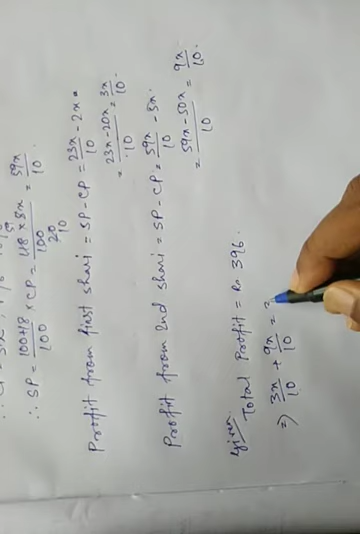 ∴ SP = 100+18/100 × CP = 118 × 5x/100 = 59x/10.
Profit from first shari = SP - CP = 23x/10 - 2x
= 23x - 20x/10 = 3x/10.
Profit from 2nd shari = SP - CP = 59x/10 - 5x.
= 59x - 50x/10 = 9x/10.
Given
Total Profit = Rs 396.
⇒ 3x/10 + 9x/10 =